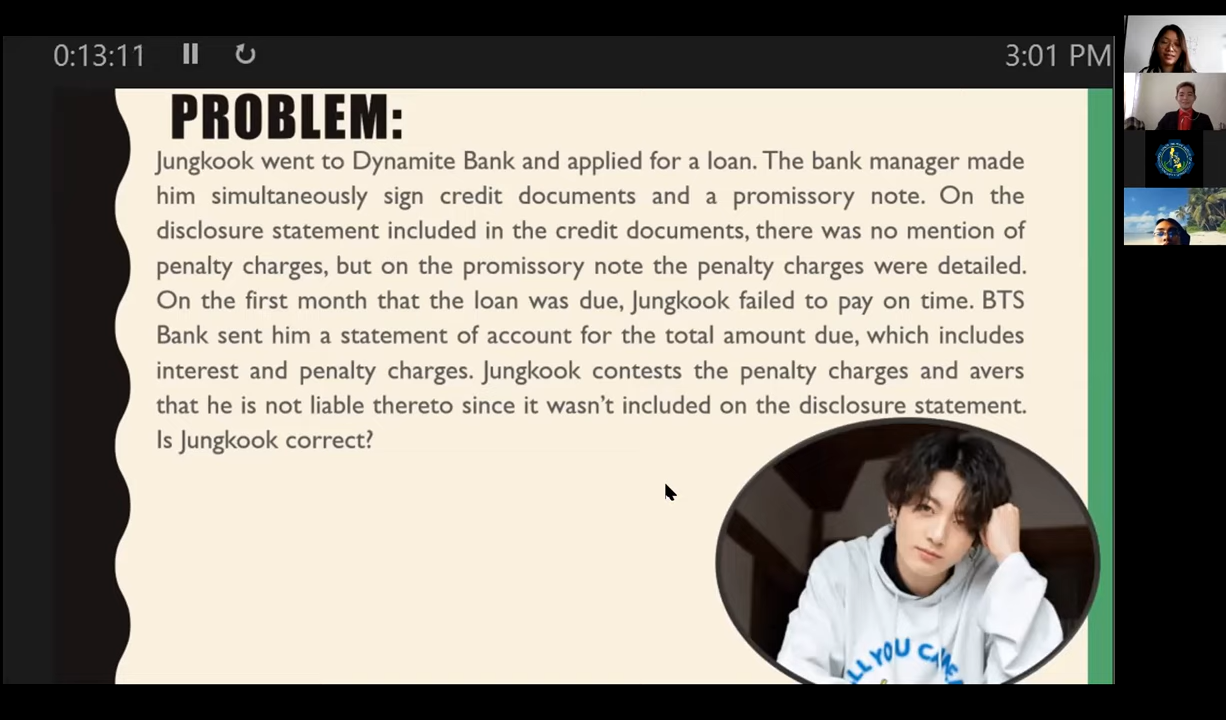 0:13:11
3:01 PM
PROBLEM:
Jungkook went to Dynamite Bank and applied for a loan. The bank manager made
him simultaneously sign credit documents and a promissory note. On the
disclosure statement included in the credit documents, there was no mention of
penalty charges, but on the promissory note the penalty charges were detailed.
On the first month that the loan was due, Jungkook failed to pay on time. BTS
Bank sent him a statement of account for the total amount due, which includes
interest and penalty charges. Jungkook contests the penalty charges and avers
that he is not liable thereto since it wasn't included on the disclosure statement.
Is Jungkook correct?
YOU